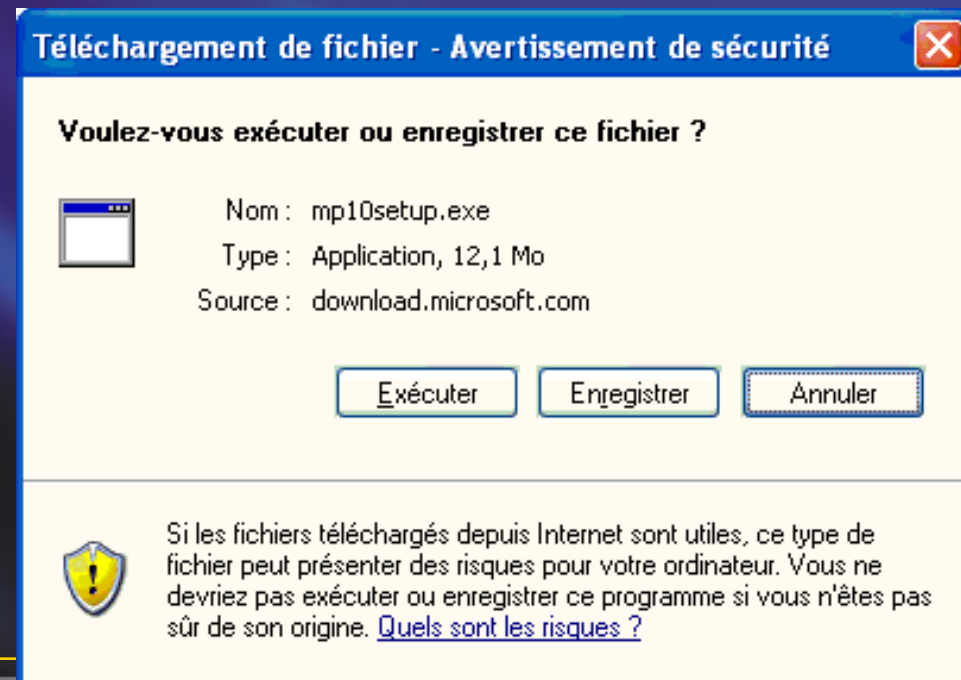 Téléchargement de fichier - Avertissement de sécurité
Voulez-vous exécuter ou enregistrer ce fichier ?
Nom : mp10setup.exe
Type : Application, 12,1 Mo
Source : download.microsoft.com
Exécuter Enregistrer Annuler
Si les fichiers téléchargés depuis Internet sont utiles, ce type de
fichier peut présenter des risques pour votre ordinateur. Vous ne
devriez pas exécuter ou enregistrer ce programme si vous n'êtes pas
sûr de son origine. Quels sont les risques ?